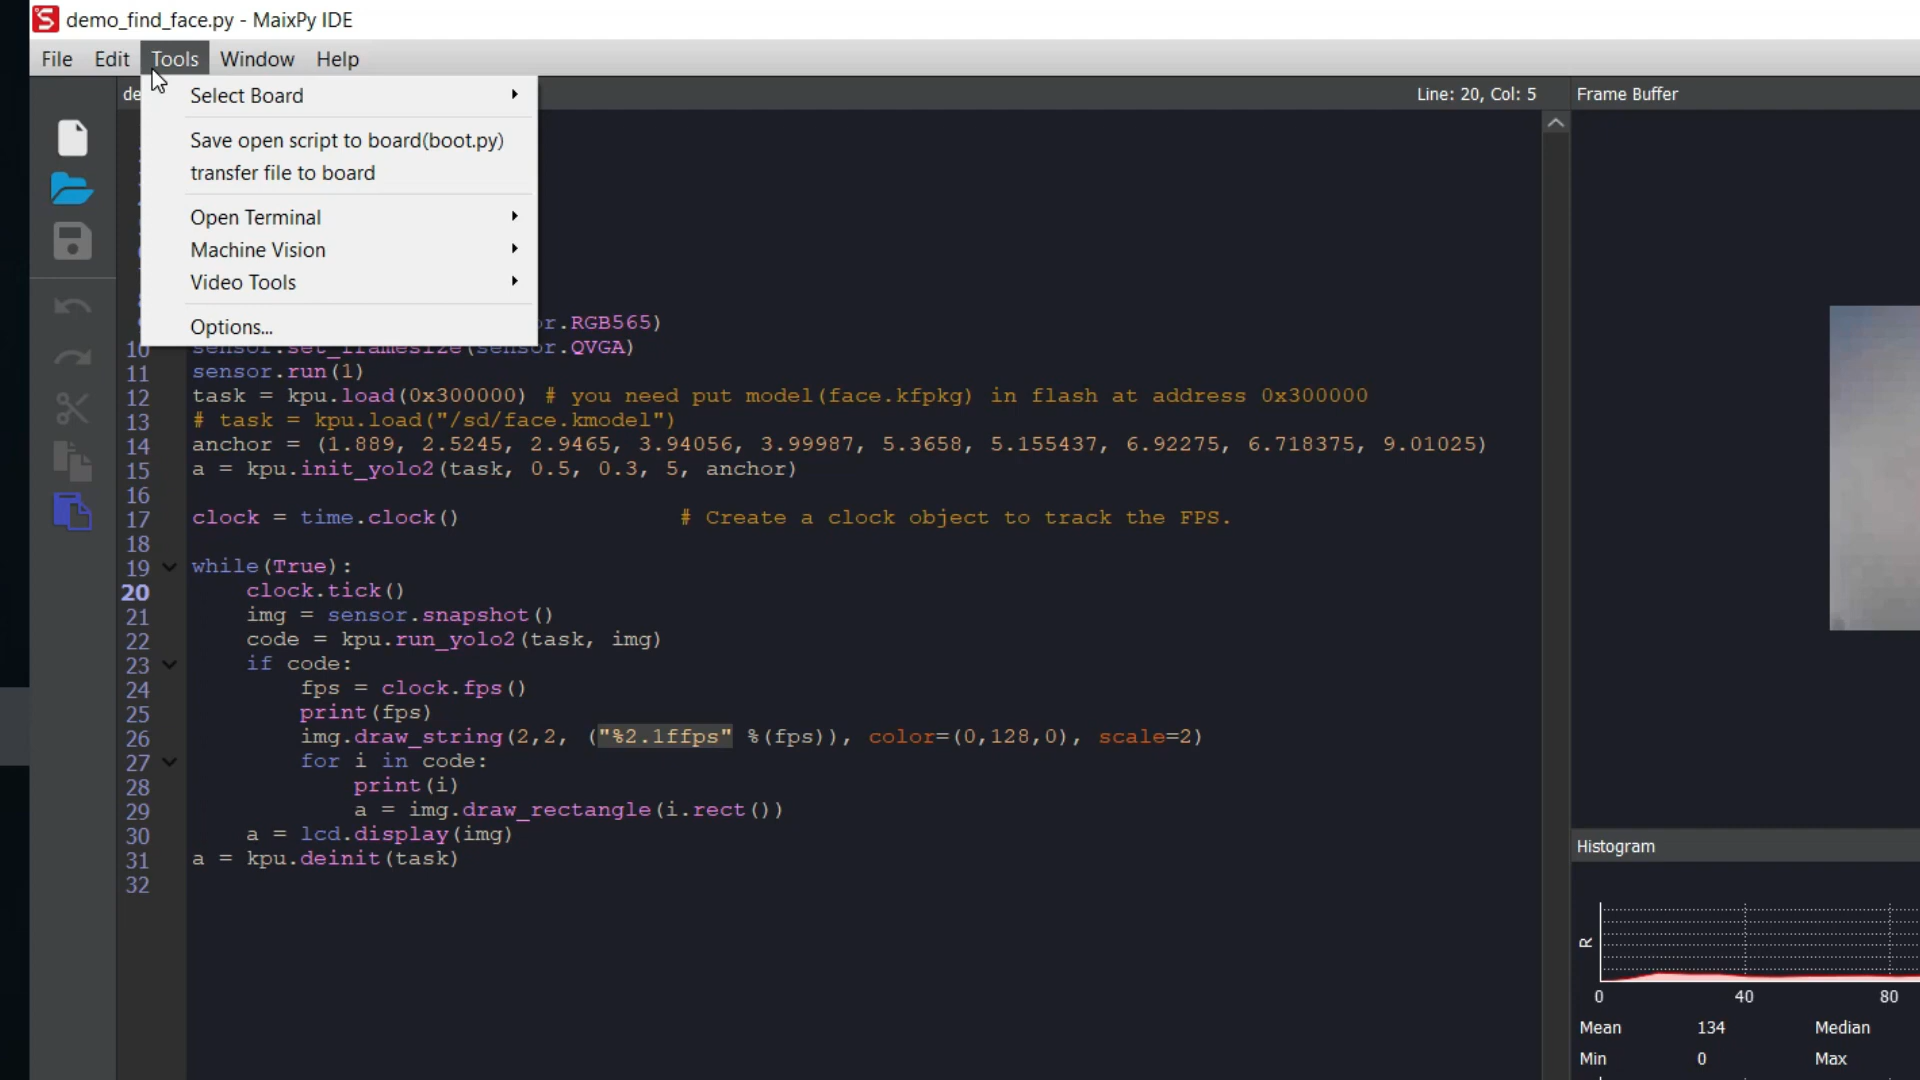 demo_find_face.py - MaixPy IDE
File Edit Tools Window Help
de
Line: 20, Col: 5
Frame Buffer
Select Board
Save open script to board(boot.py)
transfer file to board
Open Terminal
Machine Vision
Video Tools
Options...
or.RGB565)
10 sensor.set_framesize(sensor.QVGA)
11 sensor.run(1)
12 task = kpu.load(0x300000) # you need put model(face.kfpkg) in flash at address 0x300000
13 # task = kpu.load("/sd/face.kmodel")
14 anchor = (1.889, 2.5245, 2.9465, 3.94056, 3.99987, 5.3658, 5.155437, 6.92275, 6.718375, 9.01025)
15 a = kpu.init_yolo2(task, 0.5, 0.3, 5, anchor)
16
17 clock = time.clock() # Create a clock object to track the FPS.
18
19 while(True):
20 clock.tick()
21 img = sensor.snapshot()
22 code = kpu.run_yolo2(task, img)
23 if code:
24 fps = clock.fps()
25 print(fps)
26 img.draw_string(2,2, ("%2.1ffps" %(fps)), color=(0,128,0), scale=2)
27 for i in code:
28 print(i)
29 a = img.draw_rectangle(i.rect())
30 a = lcd.display(img)
31 a = kpu.deinit(task)
32
Histogram
R
0 40 80
Mean 134 Median
Min 0 Max